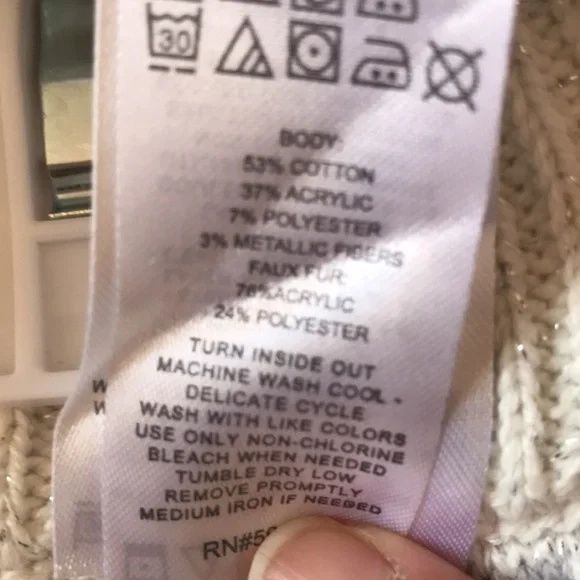 30
BODY:
53% COTTON
37% ACRYLIC
7% POLYESTER
3% METALLIC FIBERS
FAUX FUR:
76%ACRYLIC
24% POLYESTER
TURN INSIDE OUT
MACHINE WASH COOL -
DELICATE CYCLE
WASH WITH LIKE COLORS
USE ONLY NON-CHLORINE
BLEACH WHEN NEEDED
TUMBLE DRY LOW
REMOVE PROMPTLY
MEDIUM IRON IF NEEDED
RN#